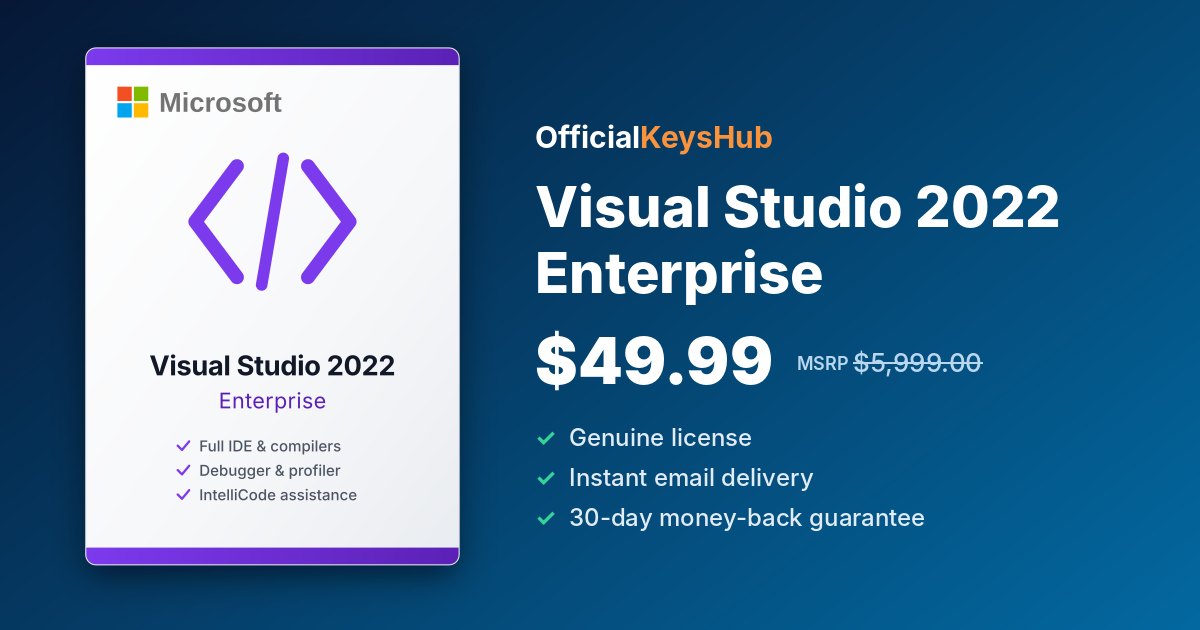 Microsoft
Visual Studio 2022
Enterprise
Full IDE & compilers
Debugger & profiler
IntelliCode assistance
OfficialKeysHub
Visual Studio 2022
Enterprise
$49.99 MSRP $5,999.00
Genuine license
Instant email delivery
30-day money-back guarantee